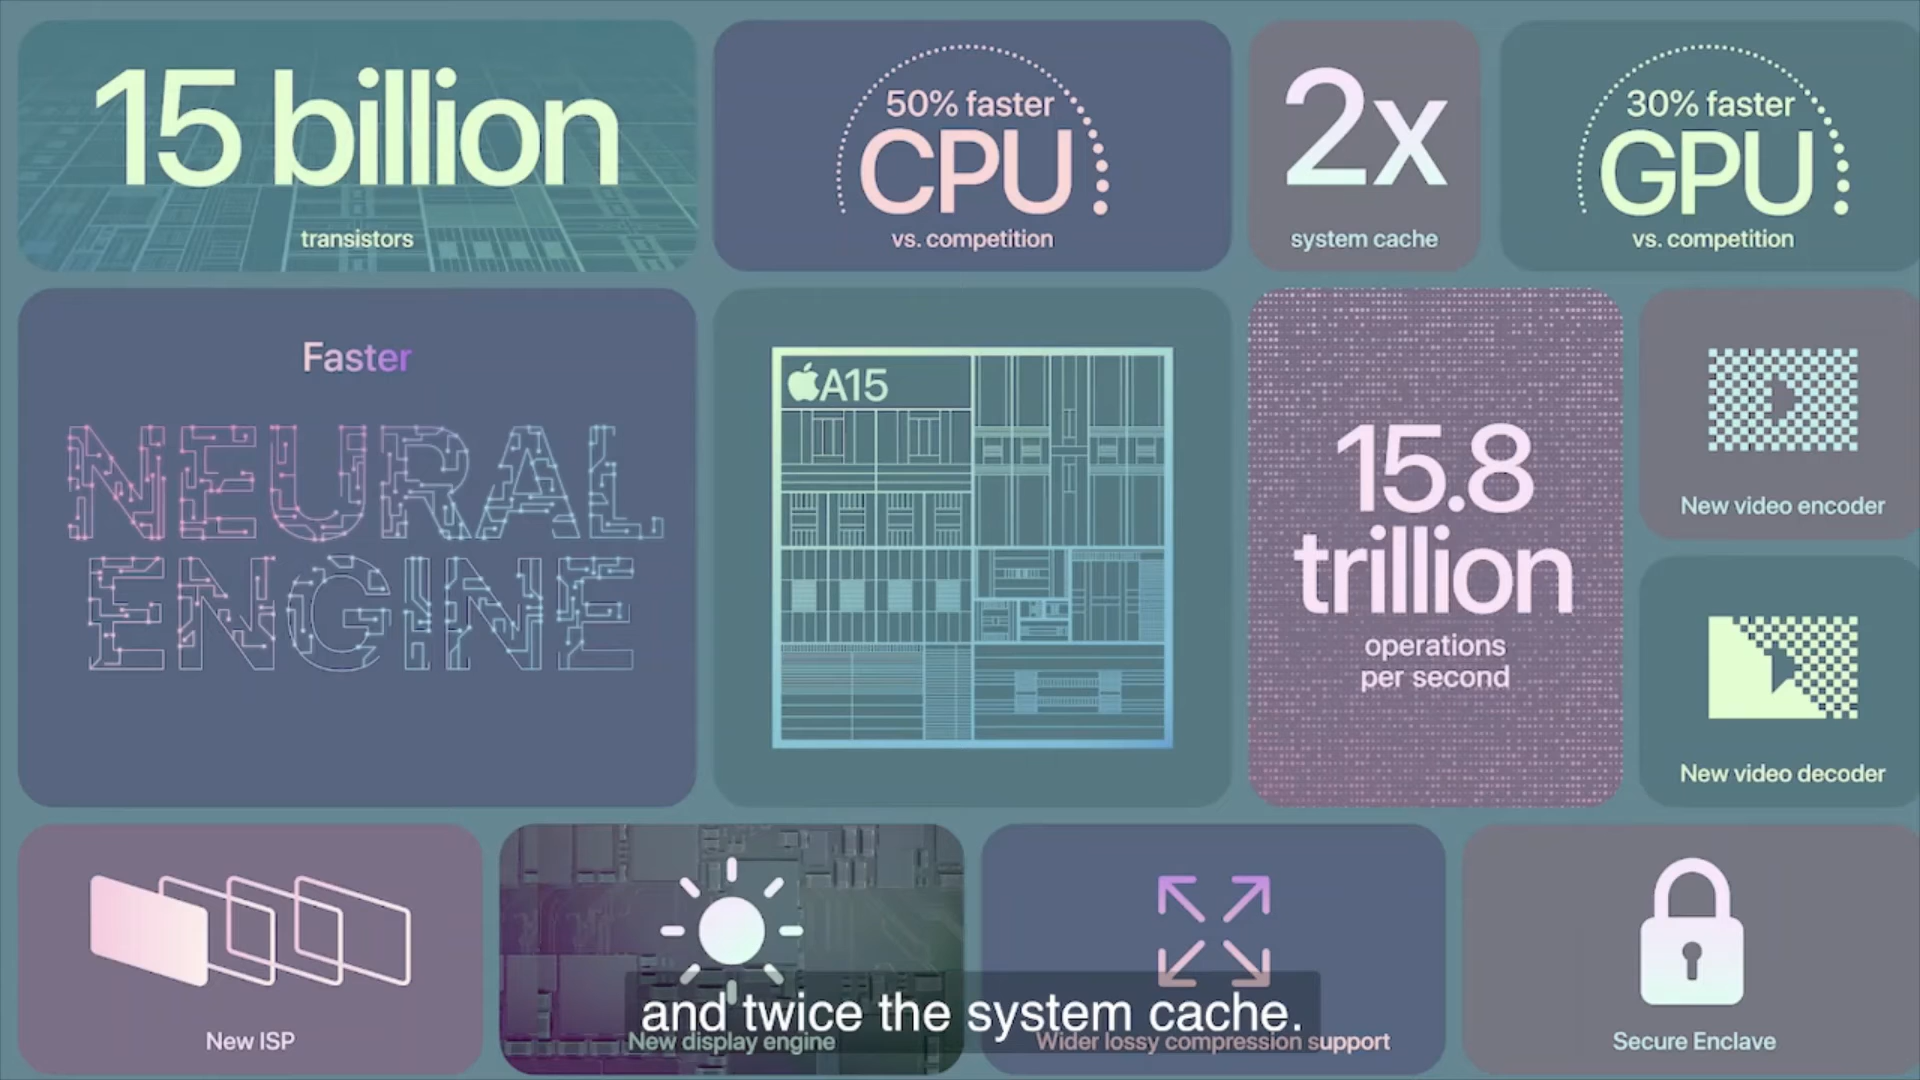 15 billion
transistors
50% faster
CPU
vs. competition
2x
system cache
30% faster
GPU
vs. competition
Faster
NEURAL
ENGINE
A15
15.8
trillion
operations
per second
New video encoder
New video decoder
New ISP
New display engine
Wider lossy compression support
Secure Enclave
and twice the system cache.